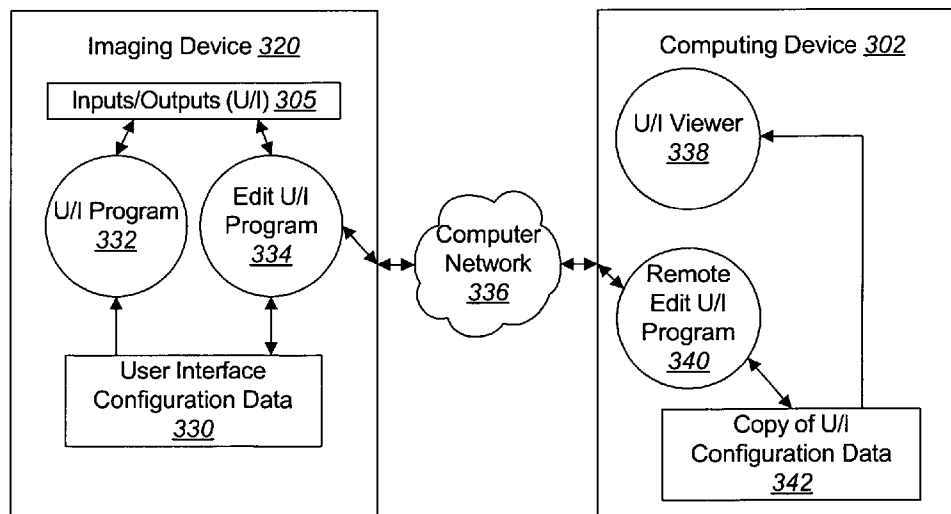 Imaging Device 320
Inputs/Outputs (U/I) 305
U/I Program
332
Edit U/I
Program
334
User Interface
Configuration Data
330
Computer
Network
336
Computing Device 302
U/I Viewer
338
Remote
Edit U/I
Program
340
Copy of U/I
Configuration Data
342